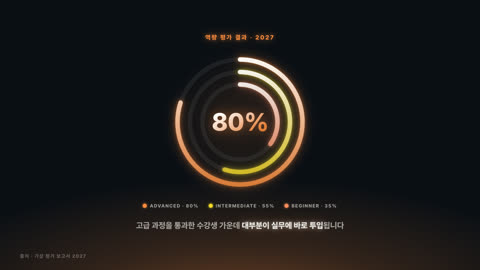 역량 평가 결과 · 2027
80%
ADVANCED · 80% INTERMEDIATE · 55% BEGINNER · 35%
고급 과정을 통과한 수강생 가운데 대부분이 실무에 바로 투입됩니다
출처 · 가상 평가 보고서 2027